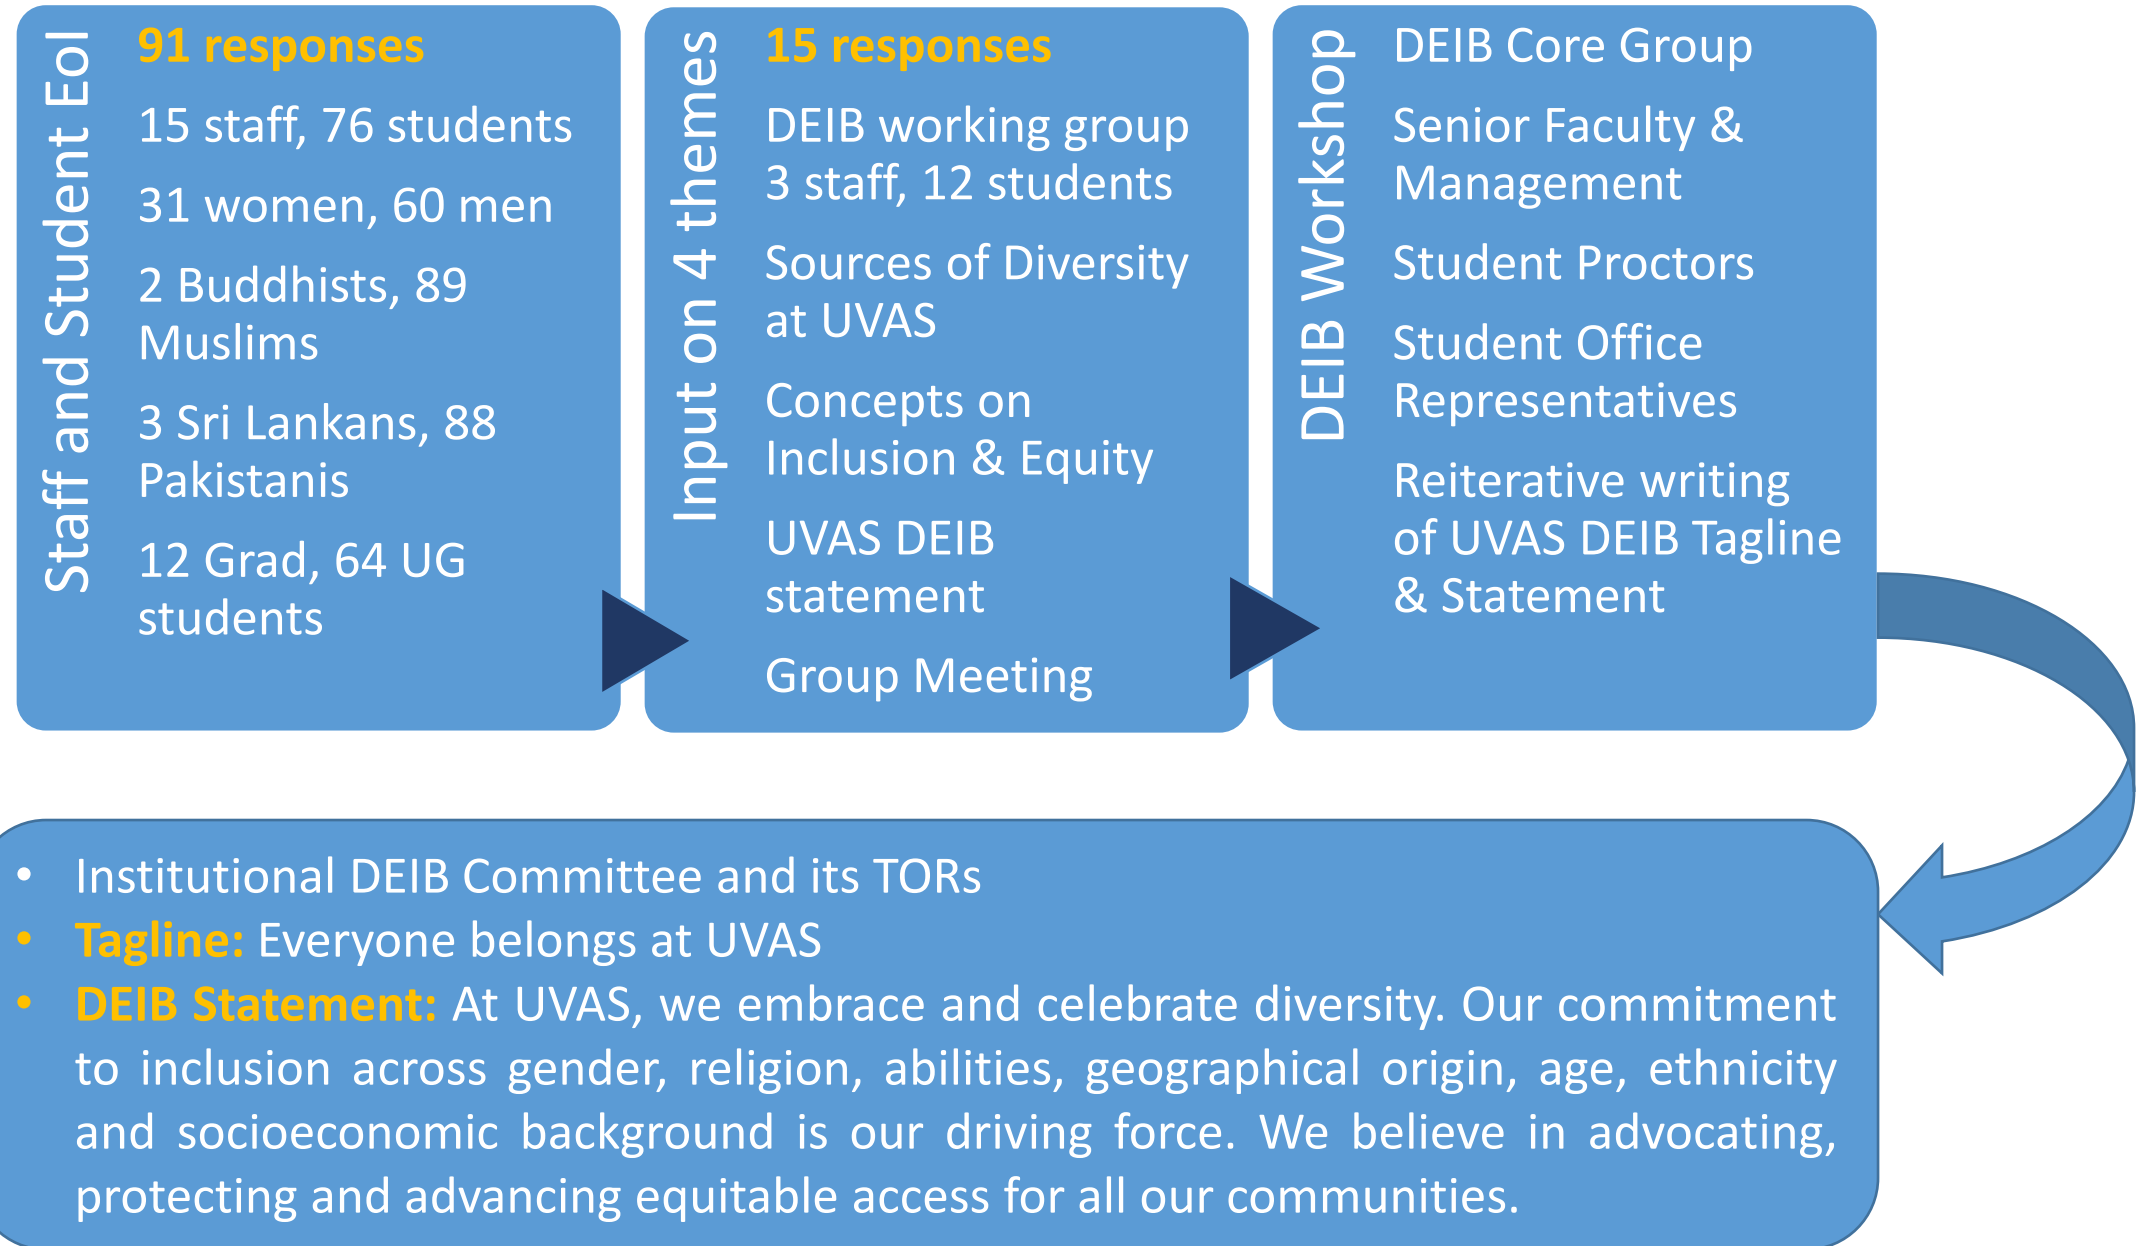 Staff and Student EoI
91 responses
15 staff, 76 students
31 women, 60 men
2 Buddhists, 89
Muslims
3 Sri Lankans, 88
Pakistanis
12 Grad, 64 UG
students
Input on 4 themes
15 responses
DEIB working group
3 staff, 12 students
Sources of Diversity
at UVAS
Concepts on
Inclusion & Equity
UVAS DEIB
statement
Group Meeting
DEIB Workshop
DEIB Core Group
Senior Faculty &
Management
Student Proctors
Student Office
Representatives
Reiterative writing
of UVAS DEIB Tagline
& Statement
• Institutional DEIB Committee and its TORs
• Tagline: Everyone belongs at UVAS
• DEIB Statement: At UVAS, we embrace and celebrate diversity. Our commitment
to inclusion across gender, religion, abilities, geographical origin, age, ethnicity
and socioeconomic background is our driving force. We believe in advocating,
protecting and advancing equitable access for all our communities.